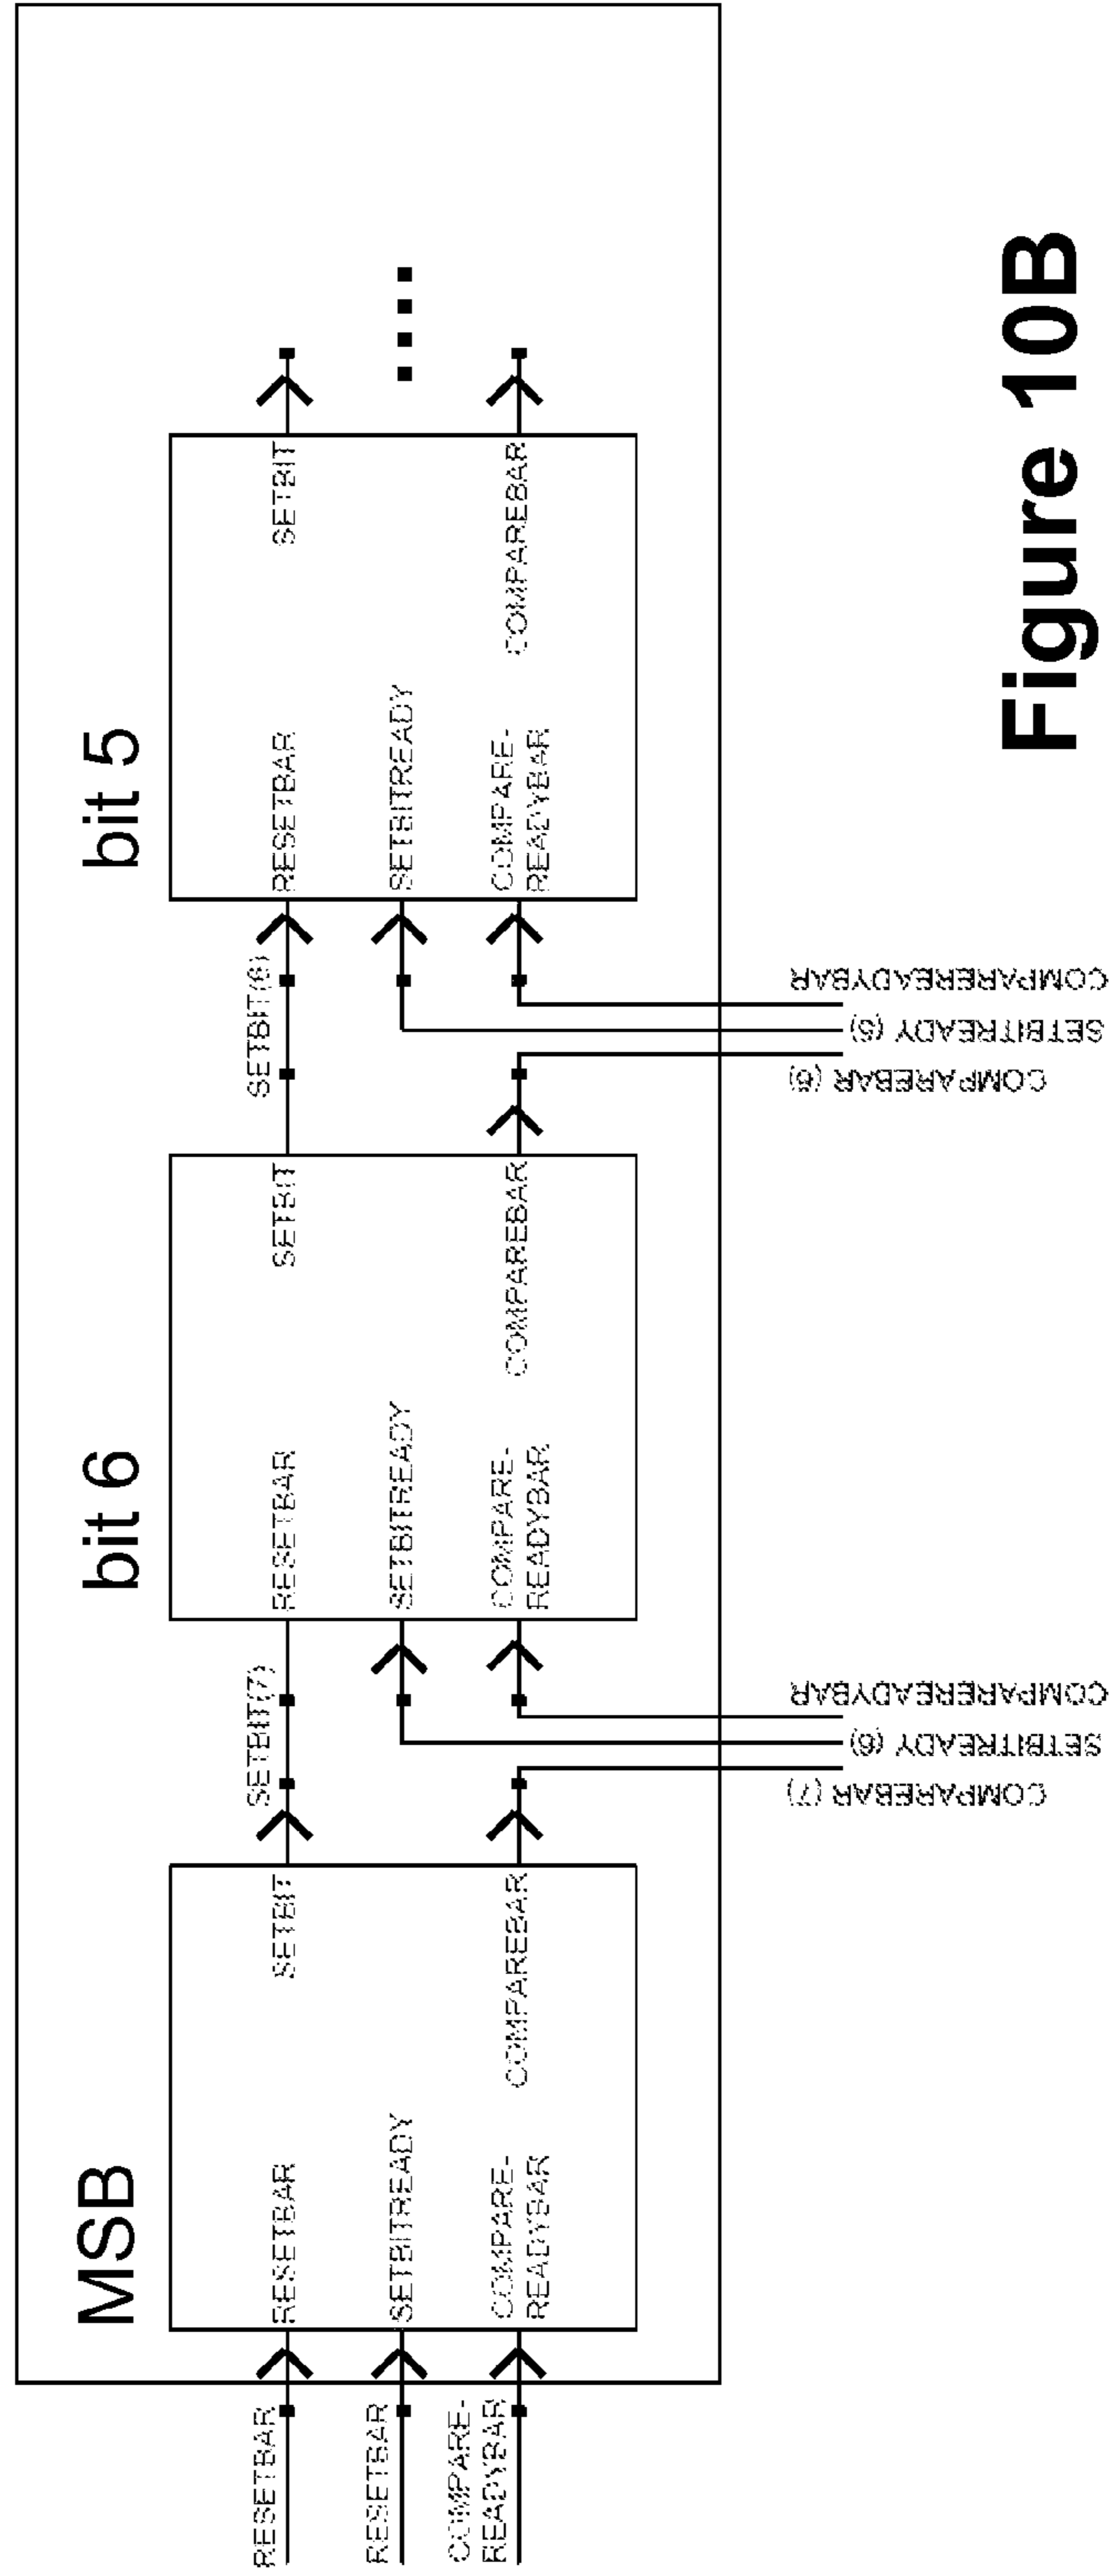 MSB
bit 6
bit 5
RESETBAR
RESETBAR
COMPARE-
READYBAR
RESETBAR
SETBITREADY
COMPARE-
READYBAR
SETBIT
COMPAREBAR
SETBIT(7)
COMPAREBAR (7)
SETBITREADY (6)
COMPAREREADYBAR
RESETBAR
SETBITREADY
COMPARE-
READYBAR
SETBIT
COMPAREBAR
SETBIT(6)
COMPAREBAR (6)
SETBITREADY (5)
COMPAREREADYBAR
RESETBAR
SETBITREADY
COMPARE-
READYBAR
SETBIT
COMPAREBAR
Figure 10B